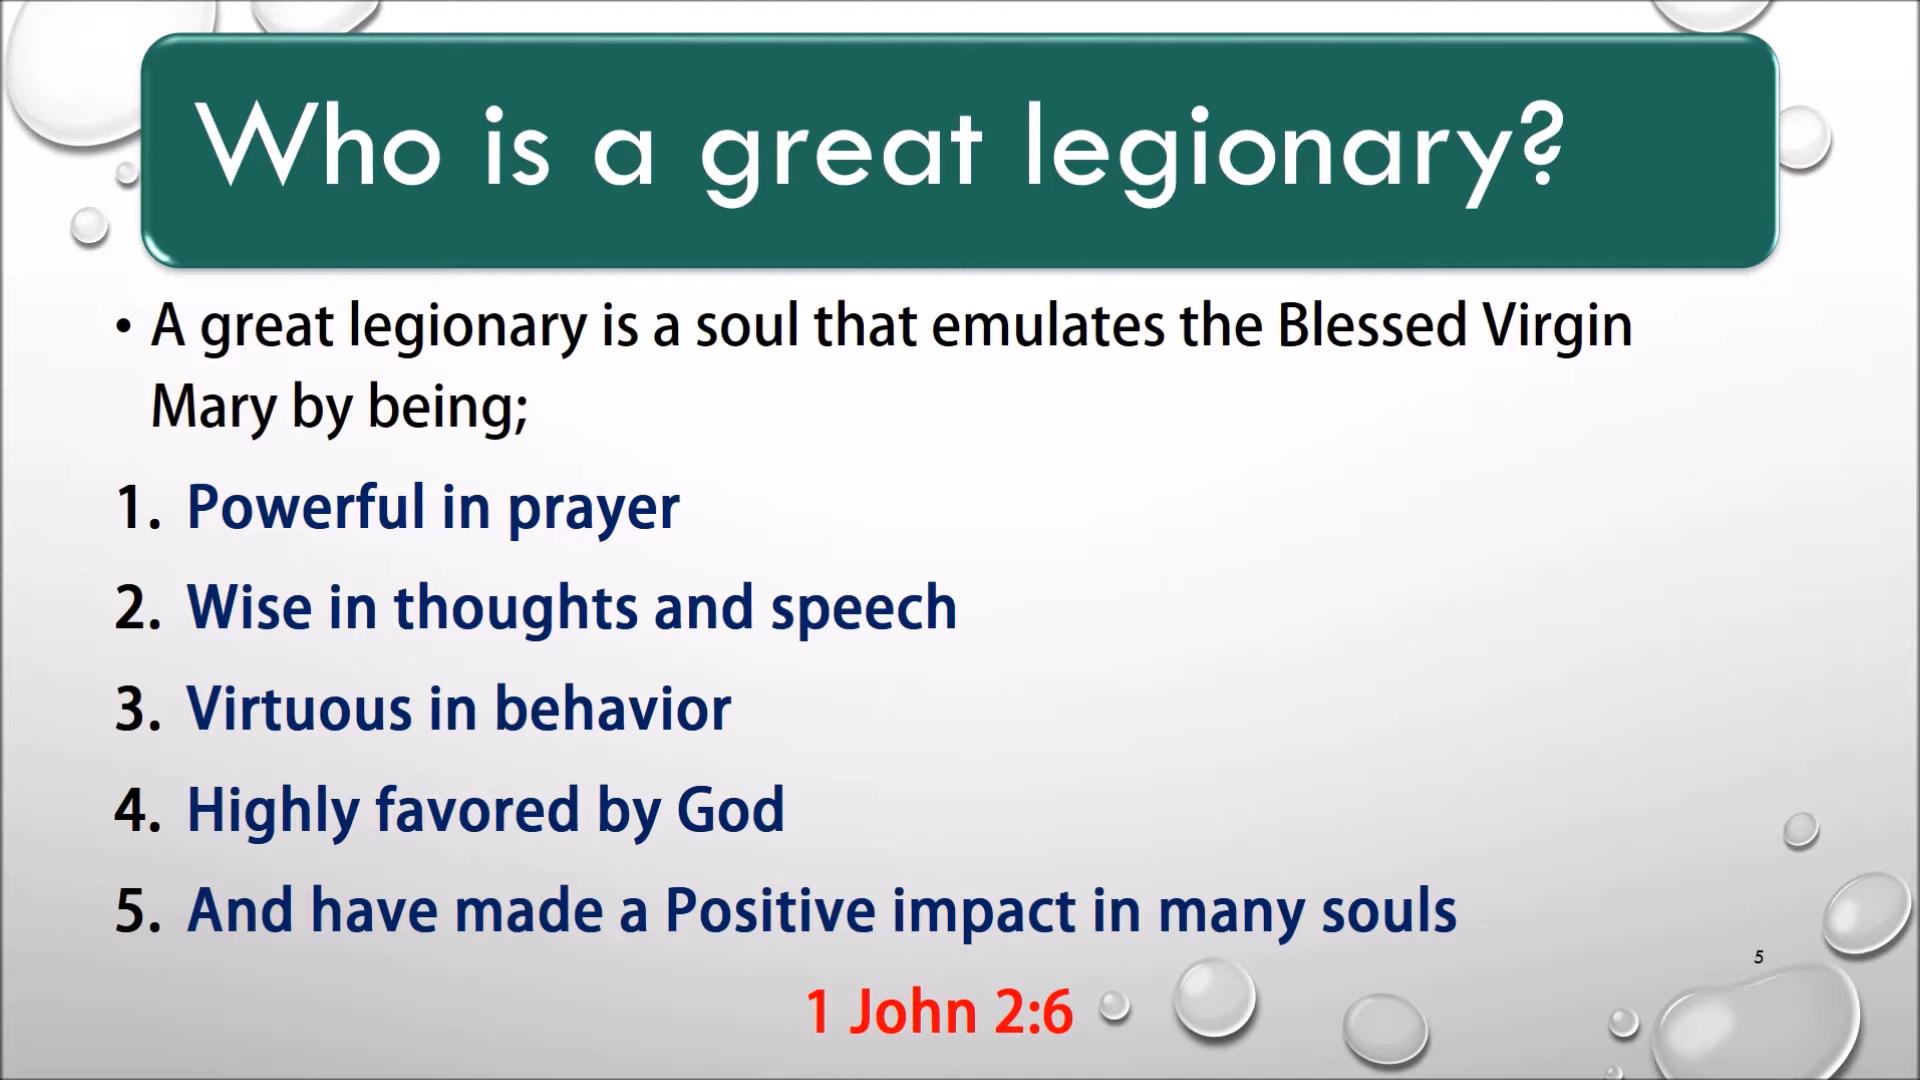 Who is a great legionary?
• A great legionary is a soul that emulates the Blessed Virgin
Mary by being;
1. Powerful in prayer
2. Wise in thoughts and speech
3. Virtuous in behavior
4. Highly favored by God
5. And have made a Positive impact in many souls
5
1 John 2:6